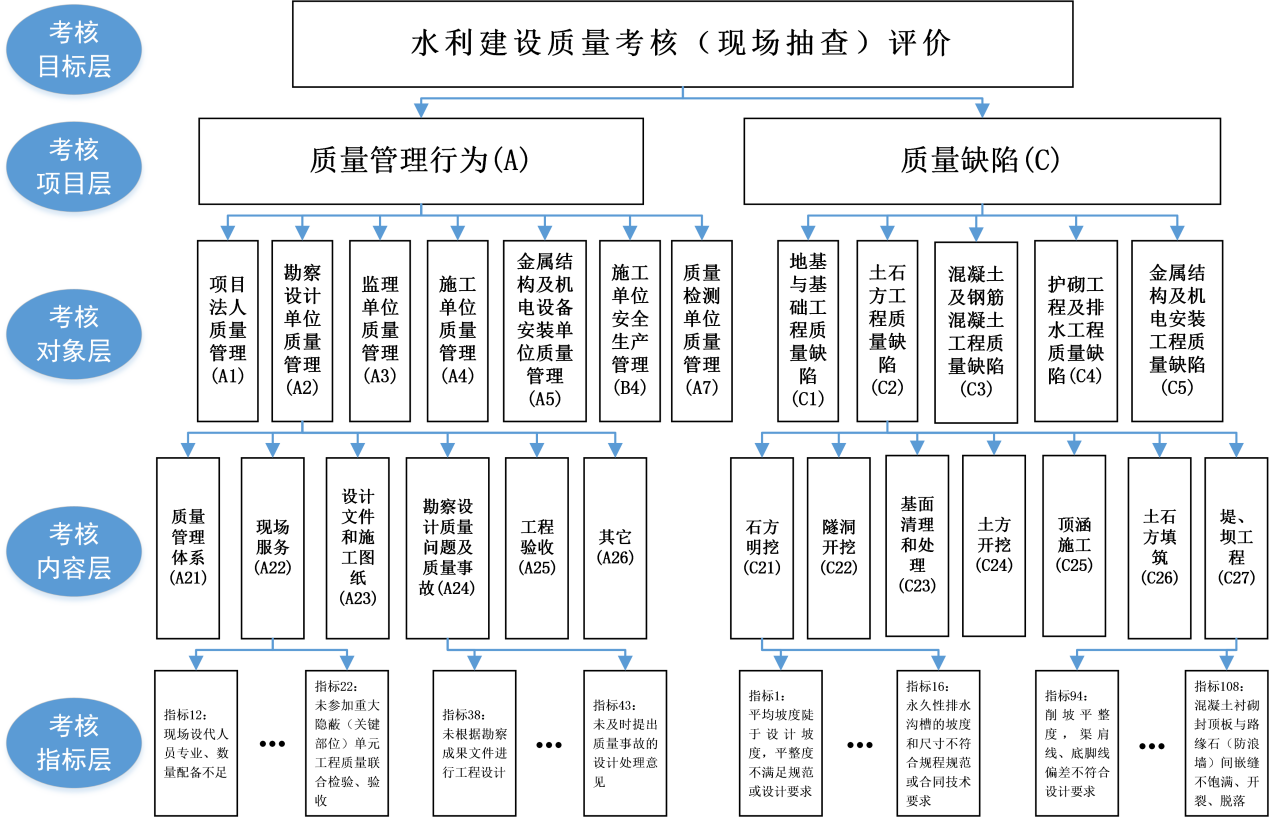 考核
目标层
水利建设质量考核（现场抽查）评价
考核
项目层
质量管理行为(A)
质量缺陷(C)
考核
对象层
项目
法人
质量
管理
(A1)
勘察
设计
单位
质量
管理
(A2)
监理
单位
质量
管理
(A3)
施工
单位
质量
管理
(A4)
金属结
构及机
电设备
安装单
位质量
管理
(A5)
施工
单位
安全
生产
管理
(B4)
质量
检测
单位
质量
管理
(A7)
地基
与基
础工
程质
量缺
陷
(C1)
土石
方工
程质
量缺
陷
(C2)
混凝土
及钢筋
混凝土
工程质
量缺陷
(C3)
护砌工
程及排
水工程
质量缺
陷(C4)
金属结
构及机
电安装
工程质
量缺陷
(C5)
考核
内容层
质量
管理
体系
(A21)
现场
服务
(A22)
设计
文件
和施
工图
纸
(A23)
勘察设
计质量
问题及
质量事
故(A24)
工程
验收
(A25)
其它
(A26)
石方
明挖
(C21)
隧洞
开挖
(C22)
基面
清理
和处
理
(C23)
土方
开挖
(C24)
顶涵
施工
(C25)
土石
方填
筑
(C26)
堤、
坝工
程
(C27)
考核
指标层
指标12：
现场设代人
员专业、数
量配备不足
•••
指标22：
未参加重大
隐蔽（关键
部位）单元
工程质量联
合检验、验
收
指标38：
未根据勘察
成果文件进
行工程设计
•••
指标43：
未及时提出
质量事故的
设计处理意
见
指标1：
平均坡度陡
于设计坡
度，平整度
不满足规范
或设计要求
•••
指标16：
永久性排水
沟槽的坡度
和尺寸不符
合规程规范
或合同技术
要求
指标94：
削坡平整
度，渠肩
线、底脚线
偏差不符合
设计要求
•••
指标108：
混凝土衬砌
封顶板与路
缘石（防浪
墙）间嵌缝
不饱满、开
裂、脱落